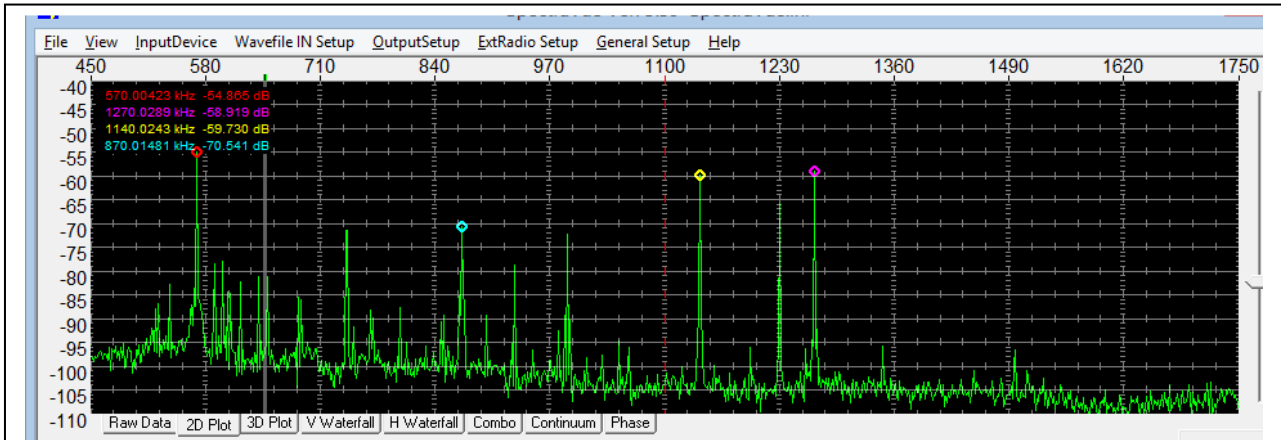 File View InputDevice Wavefile IN Setup OutputSetup ExtRadio Setup General Setup Help
450 580 710 840 970 1100 1230 1360 1490 1620 1750
-40
570.00423 kHz -54.865 dB
-45
1270.0289 kHz -58.919 dB
-50
1140.0243 kHz -59.730 dB
870.01481 kHz -70.541 dB
-55
-60
-65
-70
-75
-80
-85
-90
-95
-100
-105
-110
Raw Data 2D Plot 3D Plot V Waterfall H Waterfall Combo Continuum Phase